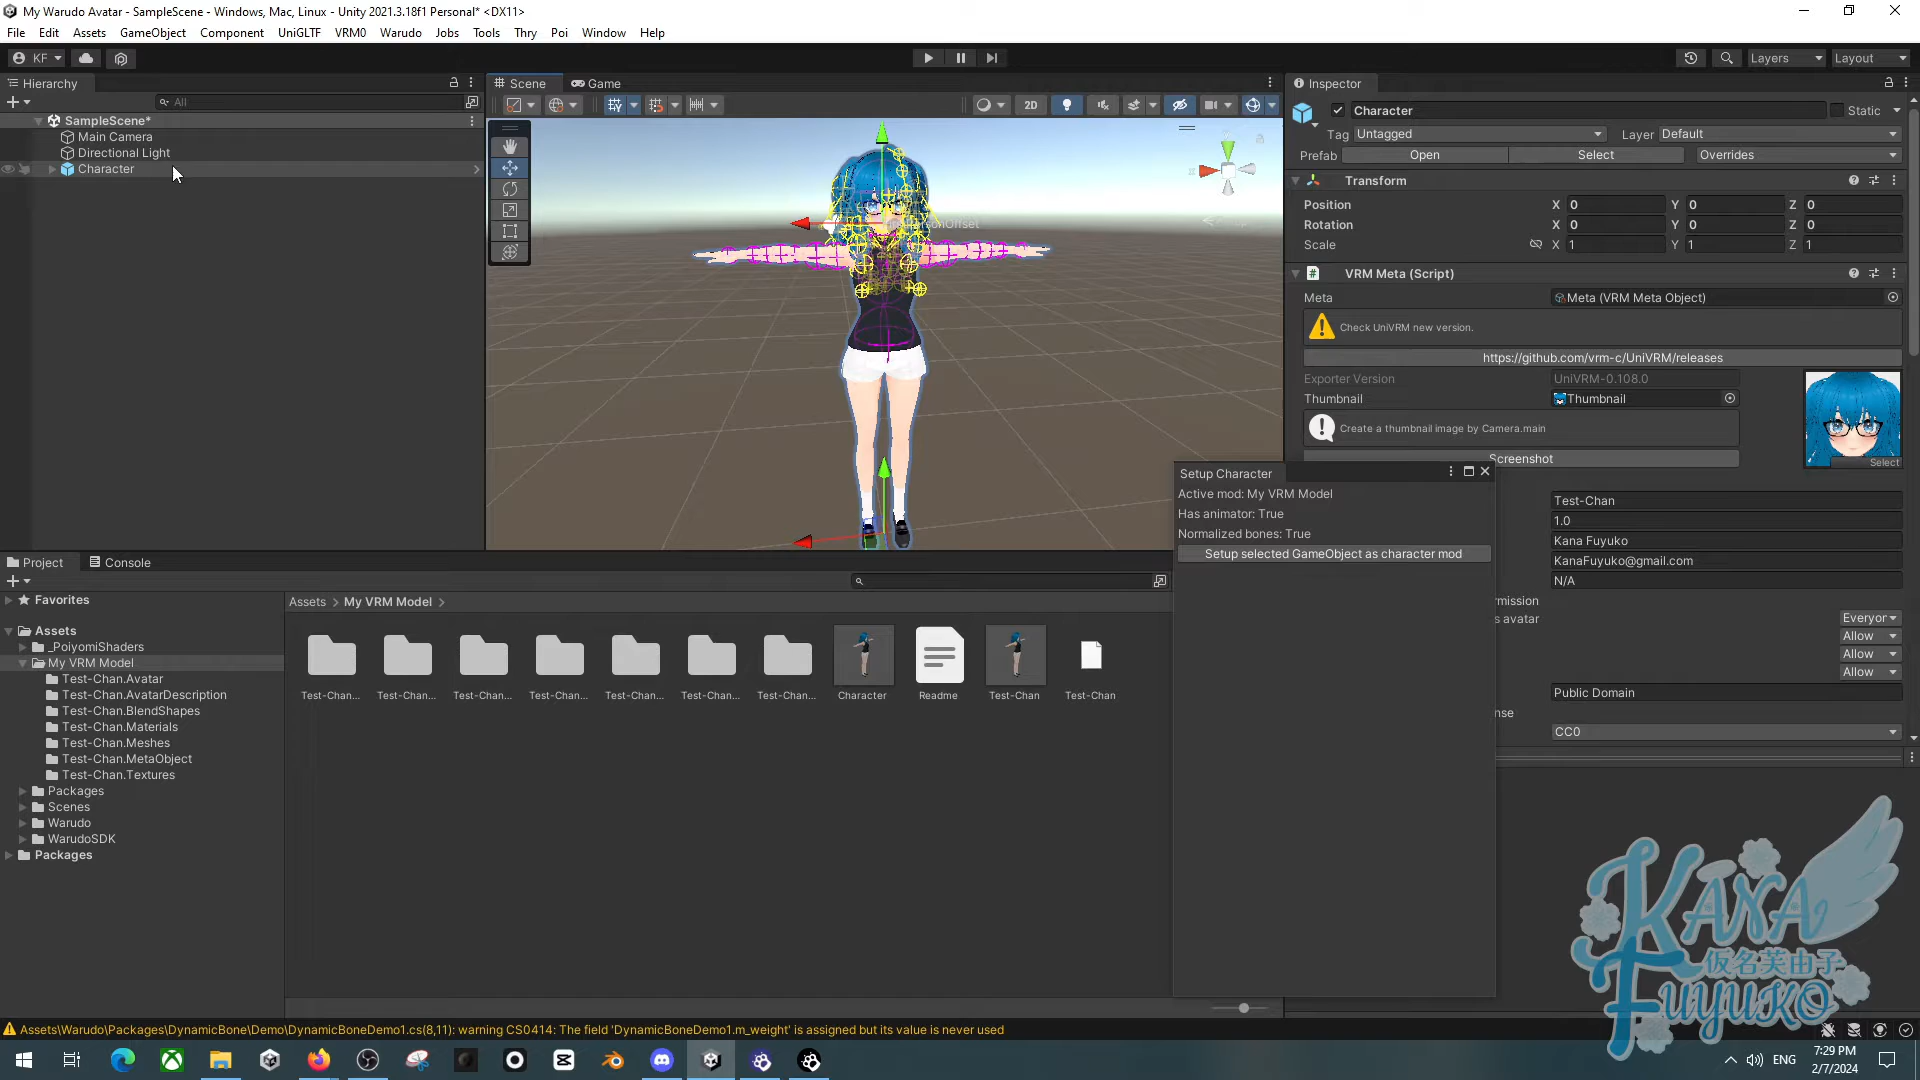 My Warudo Avatar - SampleScene - Windows, Mac, Linux - Unity 2021.3.18f1 Personal* <DX11>
File Edit Assets GameObject Component UniGLTF VRM0 Warudo Jobs Tools Thry Poi Window Help
KF
Layers
Layout
Hierarchy
All
SampleScene*
Main Camera
Directional Light
Character
Scene
Game
2D
Inspector
Character
Static
Tag Untagged
Layer Default
Prefab Open Select Overrides
Transform
Position X 0 Y 0 Z 0
Rotation X 0 Y 0 Z 0
Scale X 1 Y 1 Z 1
VRM Meta (Script)
Meta
Meta (VRM Meta Object)
Check UniVRM new version.
https://github.com/vrm-c/UniVRM/releases
Exporter Version UniVRM-0.108.0
Thumbnail Thumbnail
Create a thumbnail image by Camera.main
Select
Screenshot
Test-Chan
1.0
Kana Fuyuko
KanaFuyuko@gmail.com
N/A
mission
s avatar
Everyor
Allow
Allow
Allow
Public Domain
nse
CC0
Setup Character
Active mod: My VRM Model
Has animator: True
Normalized bones: True
Setup selected GameObject as character mod
Project
Console
Favorites
Assets
_PoiyomiShaders
My VRM Model
Test-Chan.Avatar
Test-Chan.AvatarDescription
Test-Chan.BlendShapes
Test-Chan.Materials
Test-Chan.Meshes
Test-Chan.MetaObject
Test-Chan.Textures
Packages
Scenes
Warudo
WarudoSDK
Packages
Assets > My VRM Model >
Test-Chan... Test-Chan... Test-Chan... Test-Chan... Test-Chan... Test-Chan... Test-Chan... Character Readme Test-Chan Test-Chan
Assets\Warudo\Packages\DynamicBone\Demo\DynamicBoneDemo1.cs(8,11): warning CS0414: The field 'DynamicBoneDemo1.m_weight' is assigned but its value is never used
KANA
仮名芙由子
FUYUKO
ENG
7:29 PM
2/7/2024